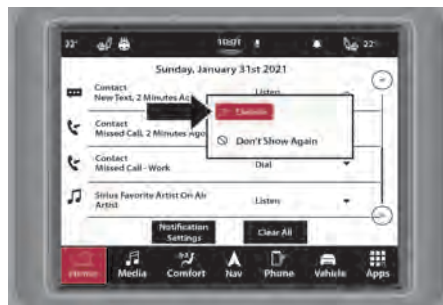 22° 10:01 22°
Sunday, January 31st 2021
Contact Listen
New Text, 2 Minutes Ago
Contact
Missed Call, 2 Minutes Ago
Don't Show Again
Contact
Missed Call - Work Dial
Sirius Favorite Artist On Air
Artist Listen
Notification
Settings
Clear All
Home Media Comfort Nav Phone Vehicle Apps